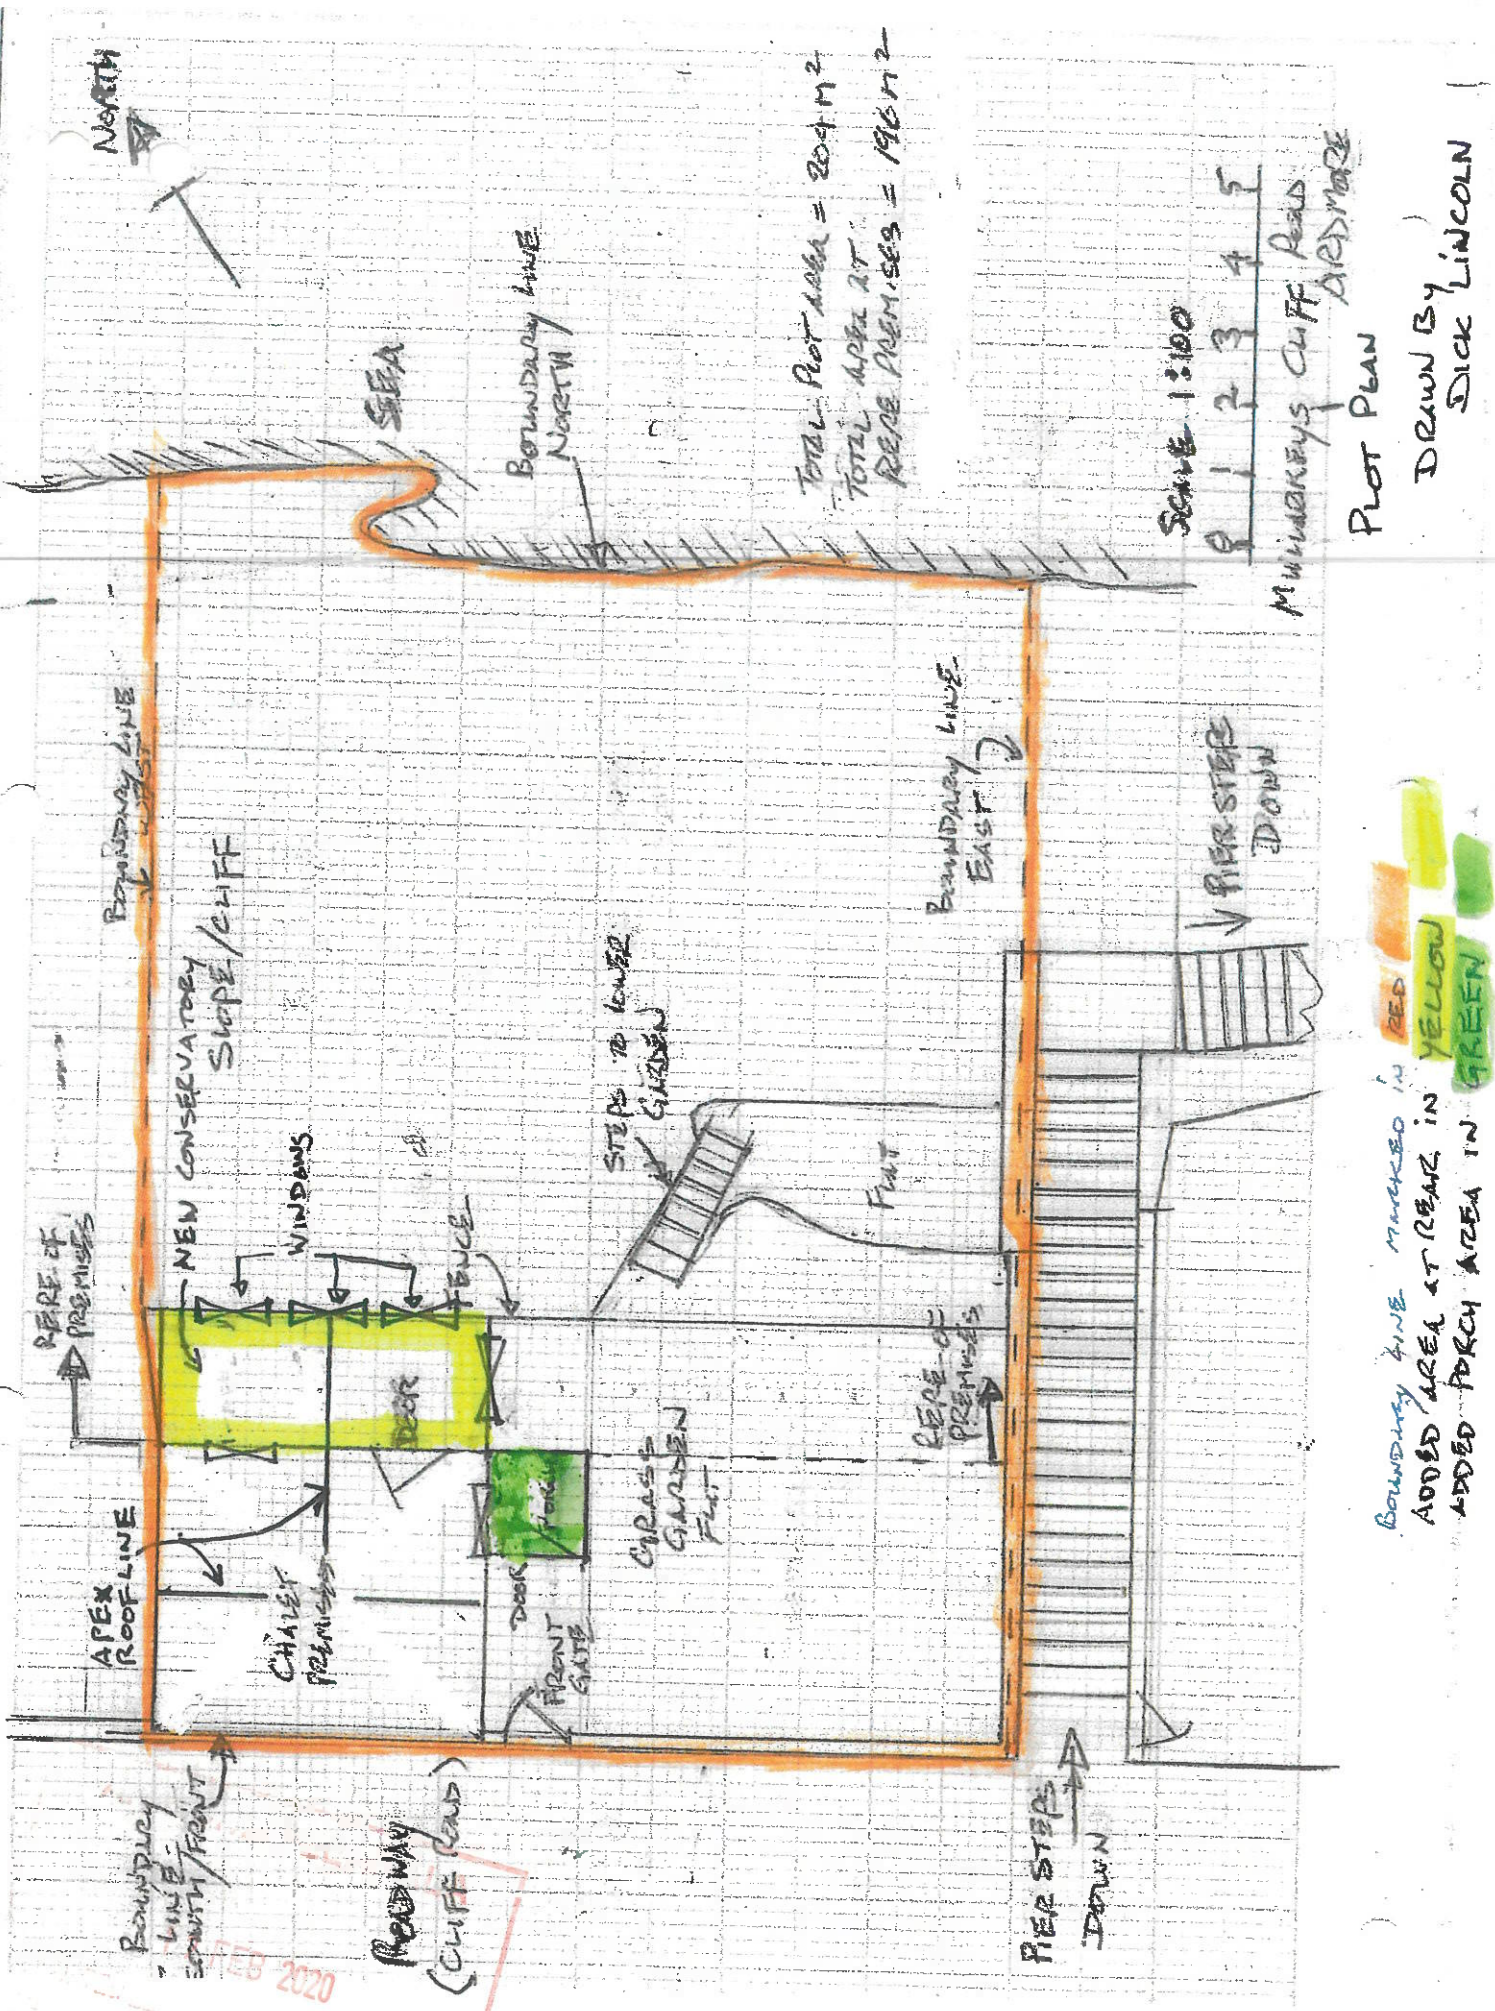 NORTH
SEA
BOUNDARY LINE
NORTH
TOTAL PLOT AREA = 204 M²
TOTAL AREA AT
RERE PREMISES = 196 M²
SCALE 1:100
0 1 2 3 4 5
CLIFF ROAD
ARDMORE
PLOT PLAN
DRAWN BY
DICK LINCOLN
BOUNDARY LINE
WEST
NEW CONSERVATORY
SLOPE/CLIFF
RERE OF
PREMISES
WINDOWS
FENCE
STEPS TO LOWER
GARDEN
BOUNDARY LINE
EAST
PIER STEPS
DOWN
FLAT
APEX
ROOF LINE
CHALET
PREMISES
DOOR
DOOR
FRONT
GATE
GRASS
GARDEN
FLAT
RERE OF
PREMISES
BOUNDARY
LINE -
SOUTH/FRONT
ROADWAY
(CLIFF ROAD)
FEB 2020
PIER STEPS
DOWN
BOUNDARY LINE MARKED IN RED
ADDED AREA AT REAR IN YELLOW
ADDED PORCH AREA IN GREEN